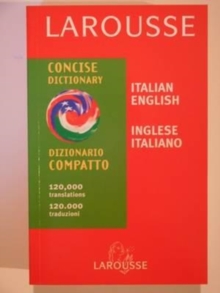 LAROUSSE
CONCISE
DICTIONARY
DIZIONARIO
COMPATTO
120,000
translations
120.000
traduzioni
ITALIAN
ENGLISH
INGLESE
ITALIANO
LAROUSSE